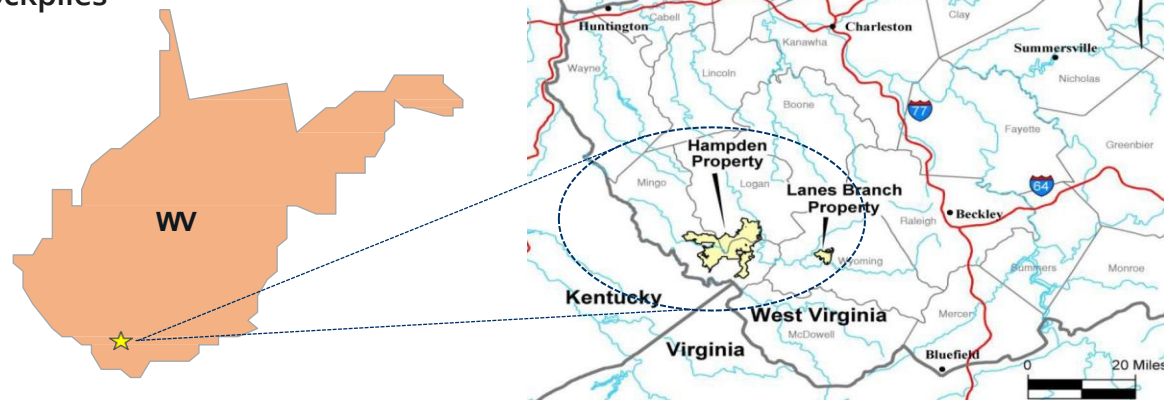 WV
Huntington
Cabell
Charleston
Clay
Kanawha
Summersville
Wayne
Lincoln
Nicholas
Boone
77
Fayette
Hampden
Property
Greenbier
Mingo
Logan
Lanes Branch
Property
64
Raleigh
Beckley
Wyoming
Summers
Monroe
Kentucky
West Virginia
Mercer
McDowell
Virginia
Bluefield
0
20 Miles